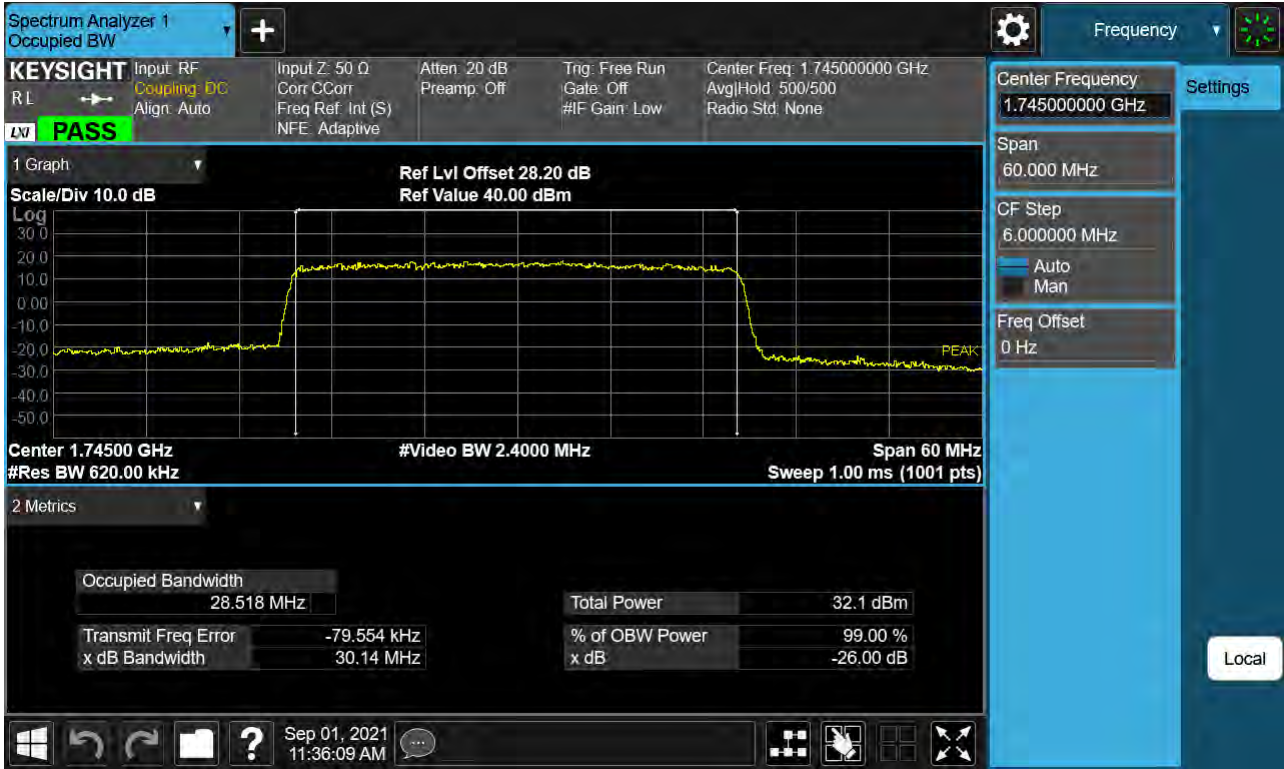 Spectrum Analyzer 1
Occupied BW
Frequency
KEYSIGHT
R L
LXI
PASS
Input: RF
Coupling: DC
Align: Auto
Input Z: 50 Ω
Corr CCorr
Freq Ref: Int (S)
NFE: Adaptive
Atten: 20 dB
Preamp: Off
Trig: Free Run
Gate: Off
#IF Gain: Low
Center Freq: 1.745000000 GHz
Avg|Hold: 500/500
Radio Std: None
Center Frequency
1.745000000 GHz
Settings
Span
60.000 MHz
CF Step
6.000000 MHz
Auto
Man
Freq Offset
0 Hz
Local
1 Graph
Scale/Div 10.0 dB
Ref Lvl Offset 28.20 dB
Ref Value 40.00 dBm
Log
30.0
20.0
10.0
0.00
-10.0
-20.0
-30.0
-40.0
-50.0
PEAK
Center 1.74500 GHz
#Video BW 2.4000 MHz
Span 60 MHz
#Res BW 620.00 kHz
Sweep 1.00 ms (1001 pts)
2 Metrics
Occupied Bandwidth
28.518 MHz
Total Power 32.1 dBm
Transmit Freq Error -79.554 kHz
% of OBW Power 99.00 %
x dB Bandwidth 30.14 MHz
x dB -26.00 dB
?
Sep 01, 2021
11:36:09 AM